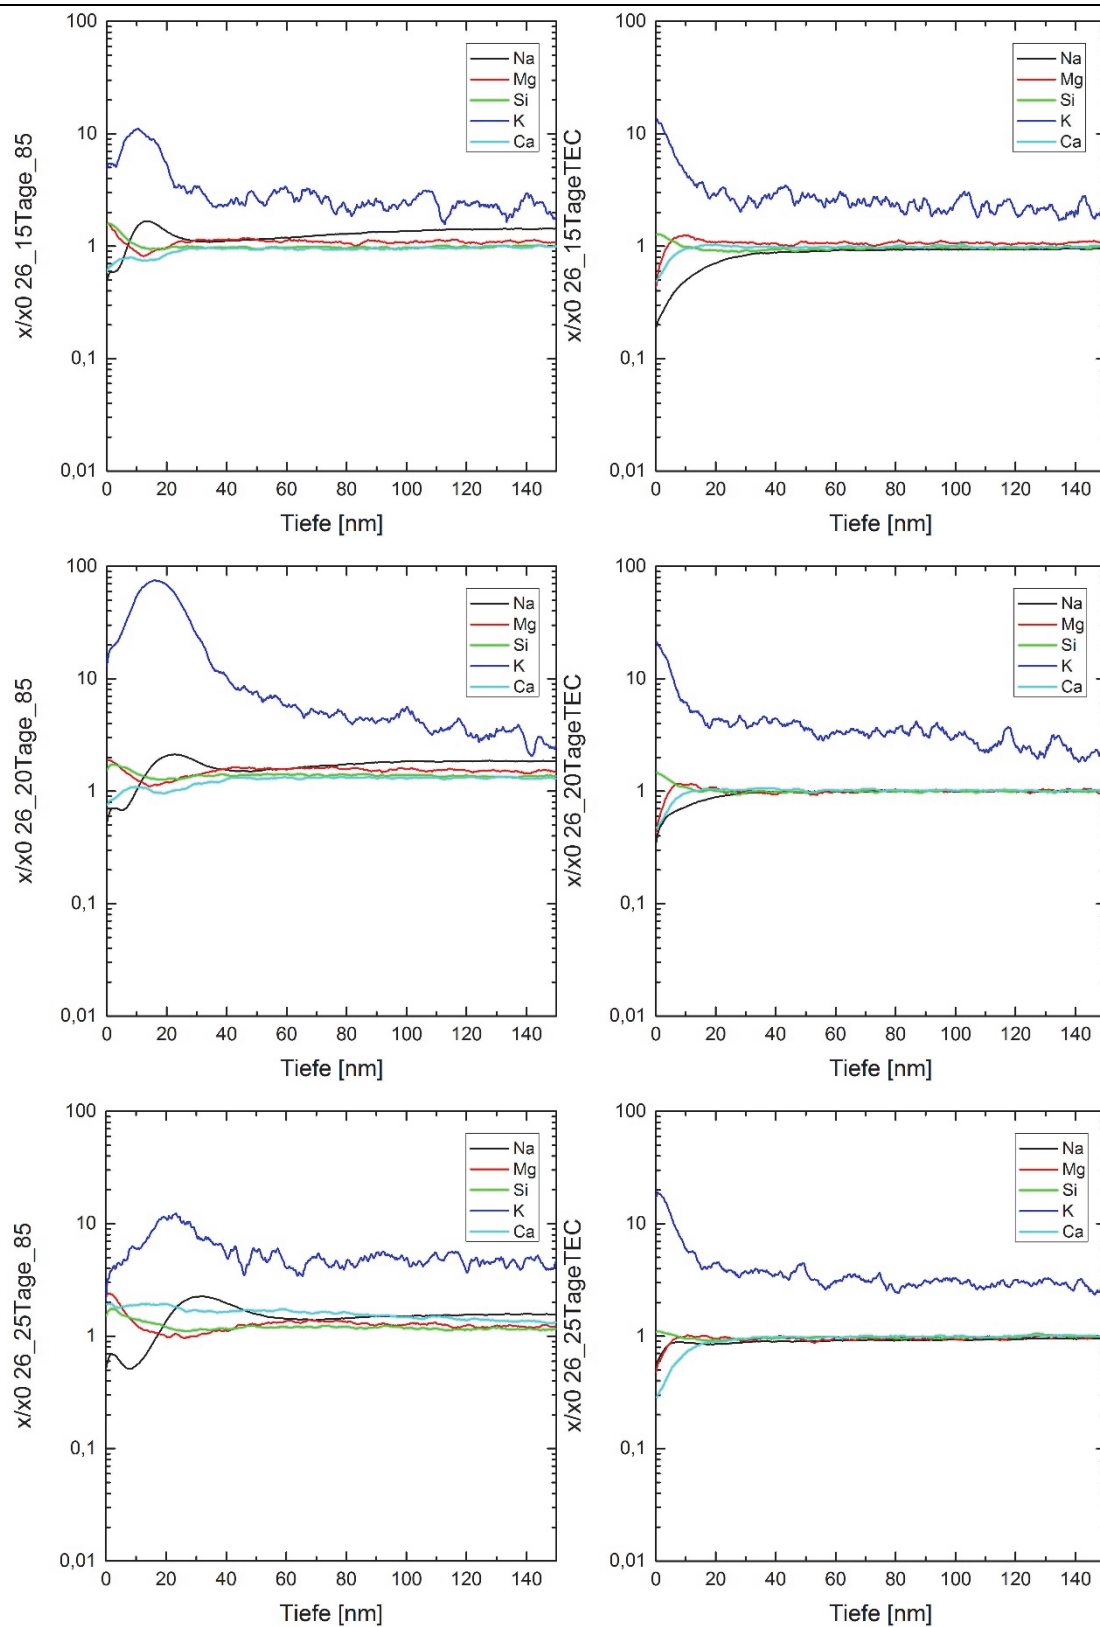 x/x0 26_15Tage_85
100
10
1
0,1
0,01
Na
Mg
Si
K
Ca
0 20 40 60 80 100 120 140
Tiefe [nm]
x/x0 26_15TageTEC
100
10
1
0,1
0,01
Na
Mg
Si
K
Ca
0 20 40 60 80 100 120 140
Tiefe [nm]
x/x0 26_20Tage_85
100
10
1
0,1
0,01
Na
Mg
Si
K
Ca
0 20 40 60 80 100 120 140
Tiefe [nm]
x/x0 26_20TageTEC
100
10
1
0,1
0,01
Na
Mg
Si
K
Ca
0 20 40 60 80 100 120 140
Tiefe [nm]
x/x0 26_25Tage_85
100
10
1
0,1
0,01
Na
Mg
Si
K
Ca
0 20 40 60 80 100 120 140
Tiefe [nm]
x/x0 26_25TageTEC
100
10
1
0,1
0,01
Na
Mg
Si
K
Ca
0 20 40 60 80 100 120 140
Tiefe [nm]